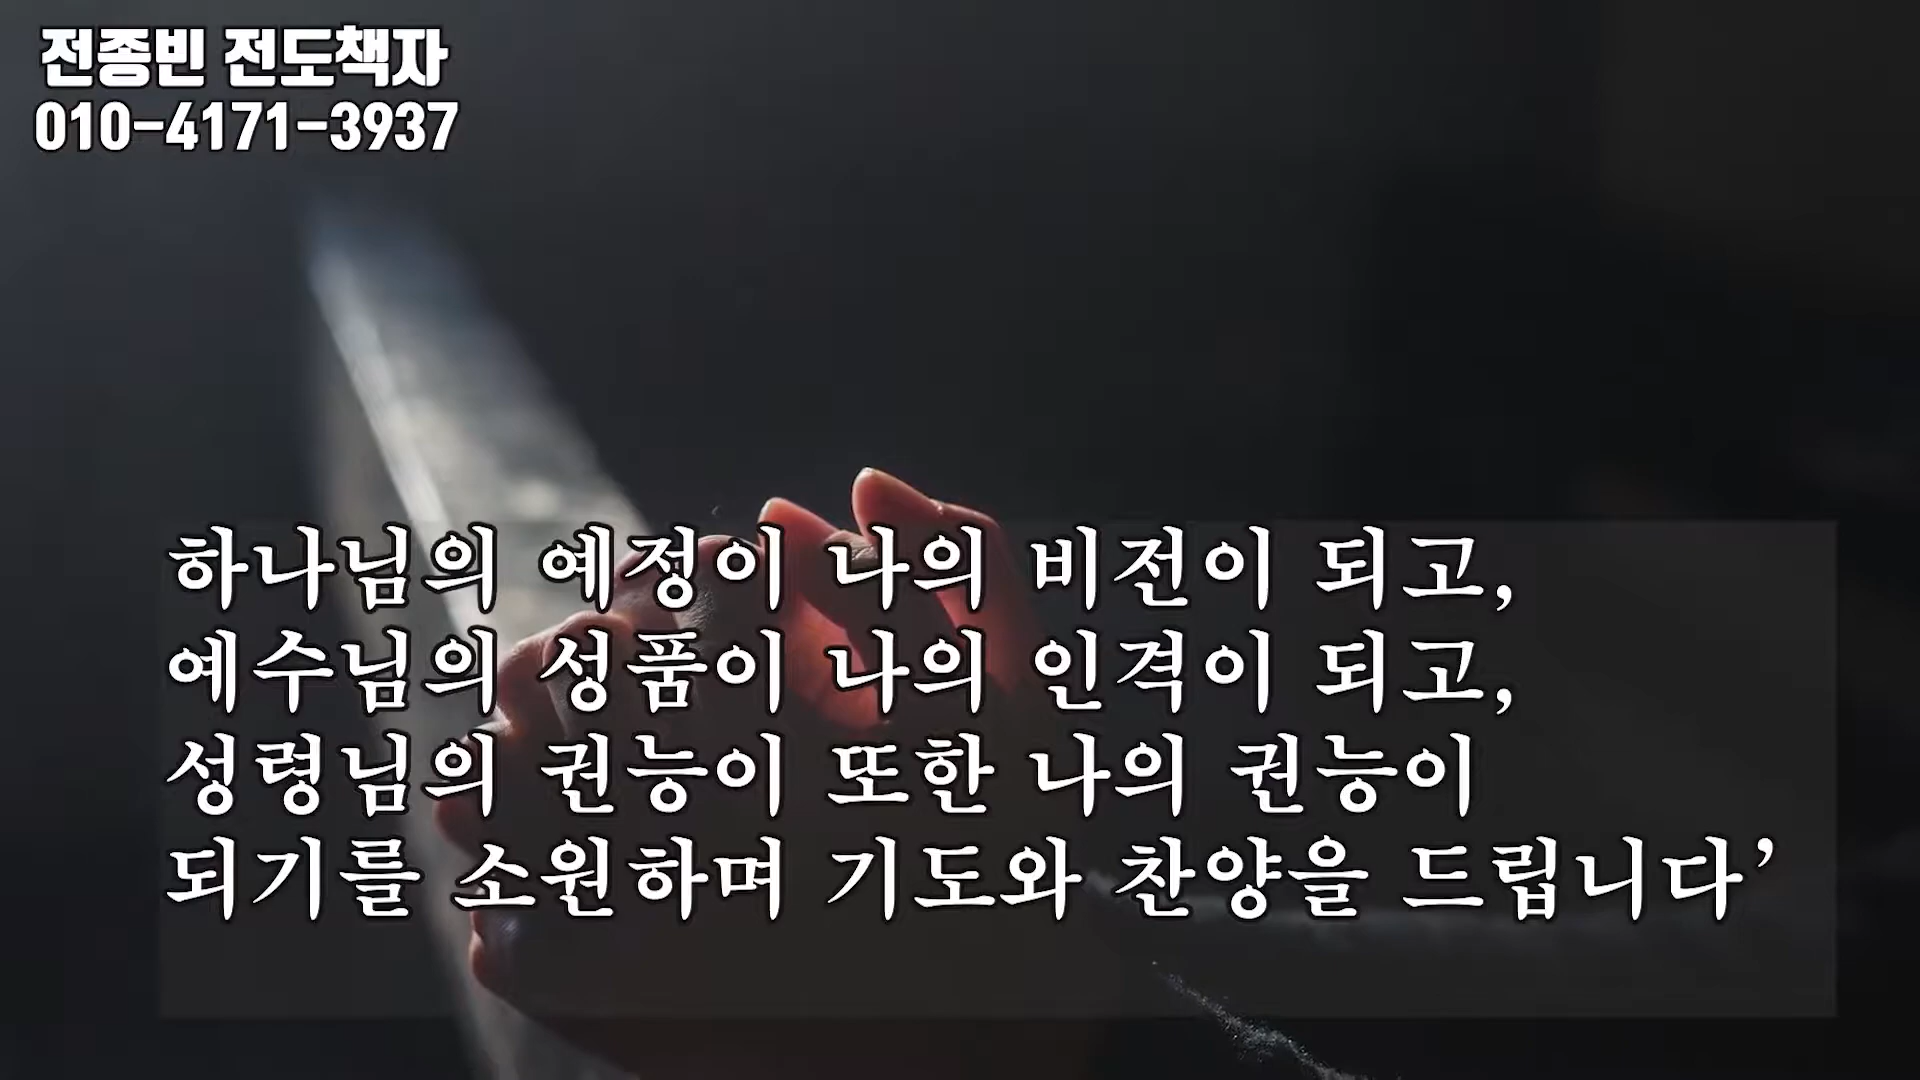 전종빈 전도책자
010-4171-3937
하나님의 예정이 나의 비전이 되고,
예수님의 성품이 나의 인격이 되고,
성령님의 권능이 또한 나의 권능이
되기를 소원하며 기도와 찬양을 드립니다’